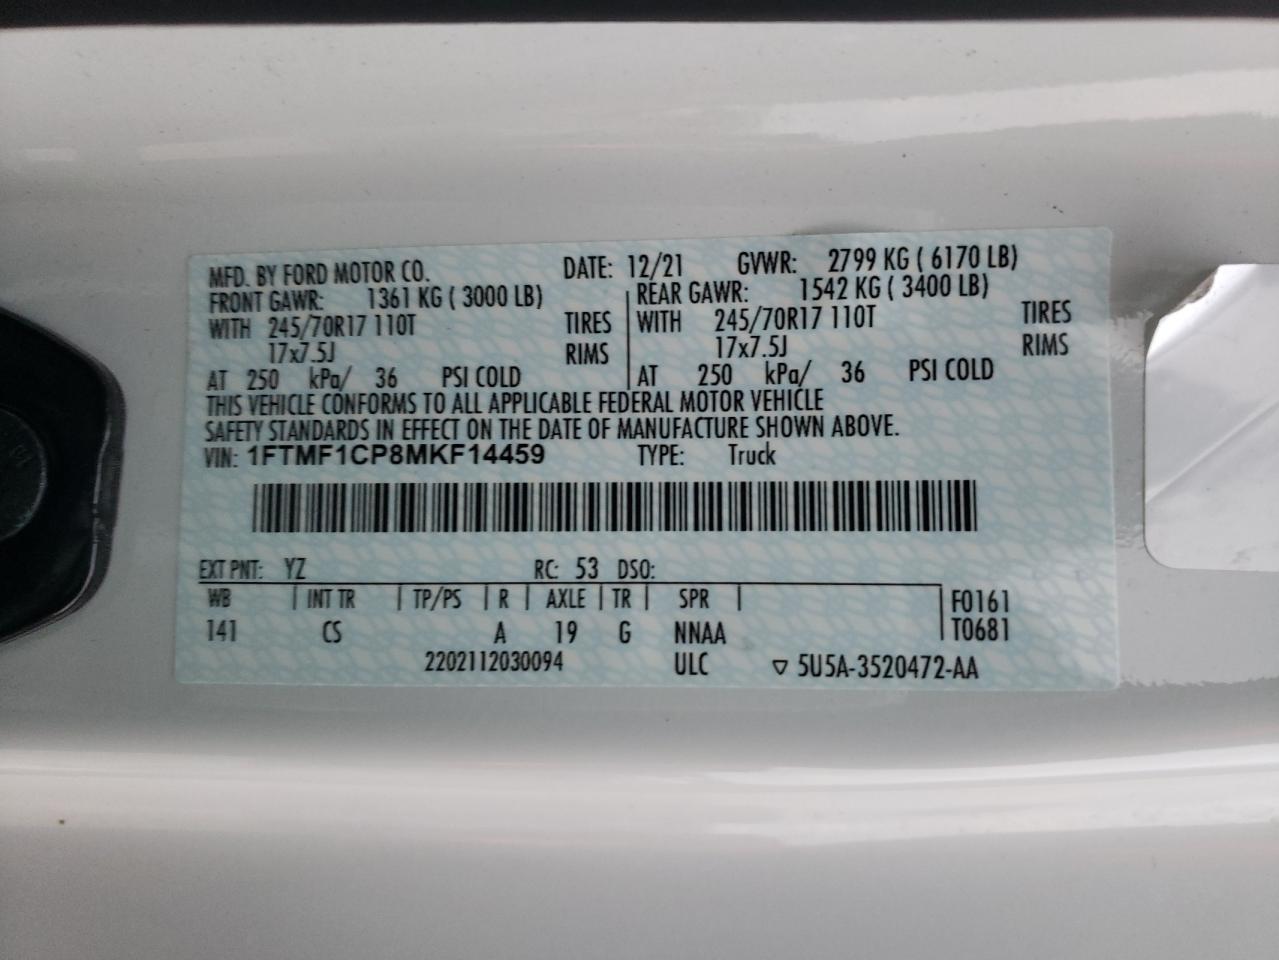 MFD. BY FORD MOTOR CO. DATE: 12/21 GVWR: 2799 KG ( 6170 LB)
FRONT GAWR: 1361 KG ( 3000 LB) REAR GAWR: 1542 KG ( 3400 LB)
WITH 245/70R17 110T TIRES WITH 245/70R17 110T TIRES
17x7.5J RIMS 17x7.5J RIMS
AT 250 kPa/ 36 PSI COLD AT 250 kPa/ 36 PSI COLD
THIS VEHICLE CONFORMS TO ALL APPLICABLE FEDERAL MOTOR VEHICLE
SAFETY STANDARDS IN EFFECT ON THE DATE OF MANUFACTURE SHOWN ABOVE.
VIN: 1FTMF1CP8MKF14459 TYPE: Truck
EXT PNT: YZ RC: 53 DSO:
WB INT TR TP/PS R AXLE TR SPR F0161
141 CS A 19 G NNAA T0681
2202112030094 ULC ▽ 5U5A-3520472-AA